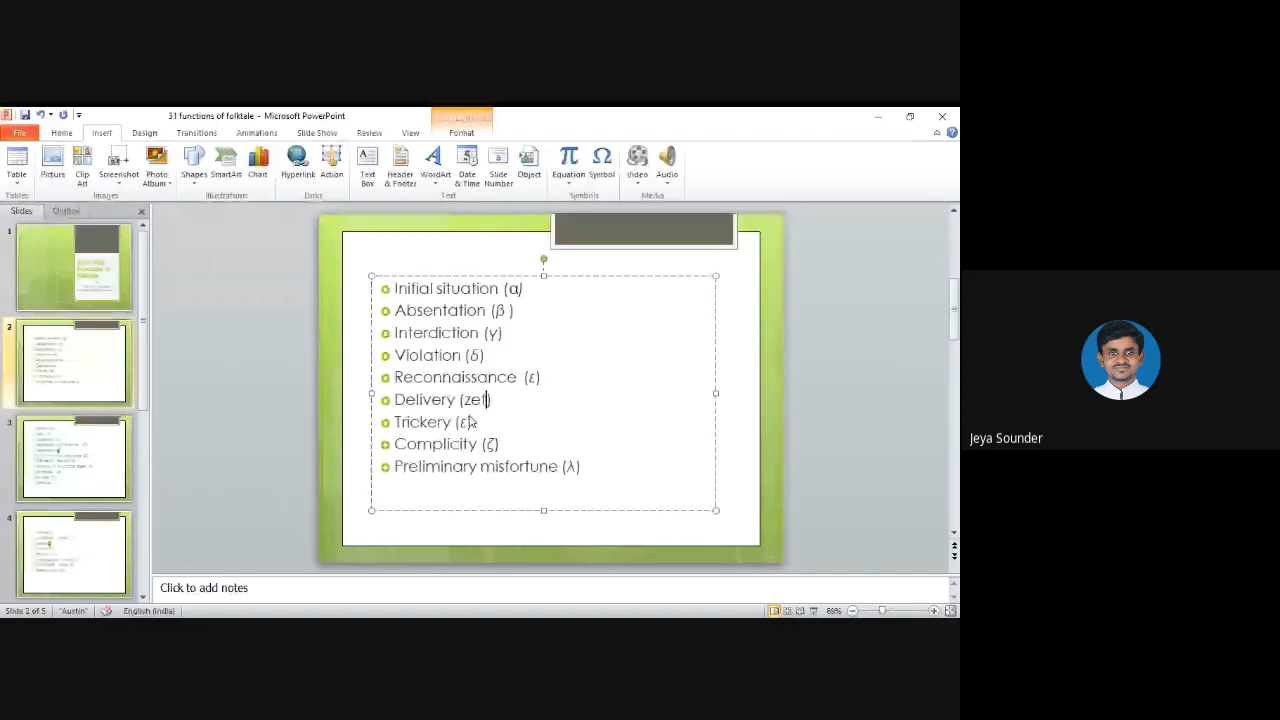 31 functions of folktale - Microsoft PowerPoint
File Home Insert Design Transitions Animations Slide Show Review View Format
Table Picture Clip Art Screenshot Photo Album Shapes SmartArt Chart Hyperlink Action Text Box Header & Footer WordArt Date & Time Slide Number Object Equation Symbol Video Audio
Tables Images Illustrations Links Text Symbols Media
Slides Outline
1
2
3
4
Initial situation (α)
Absentation (β )
Interdiction (γ)
Violation (δ)
Reconnaissance (ε)
Delivery (zet)
Trickery (ε)
Complicity (ζ)
Preliminary misfortune (λ)
Click to add notes
Slide 2 of 5 "Austin" English (India)
Jeya Sounder